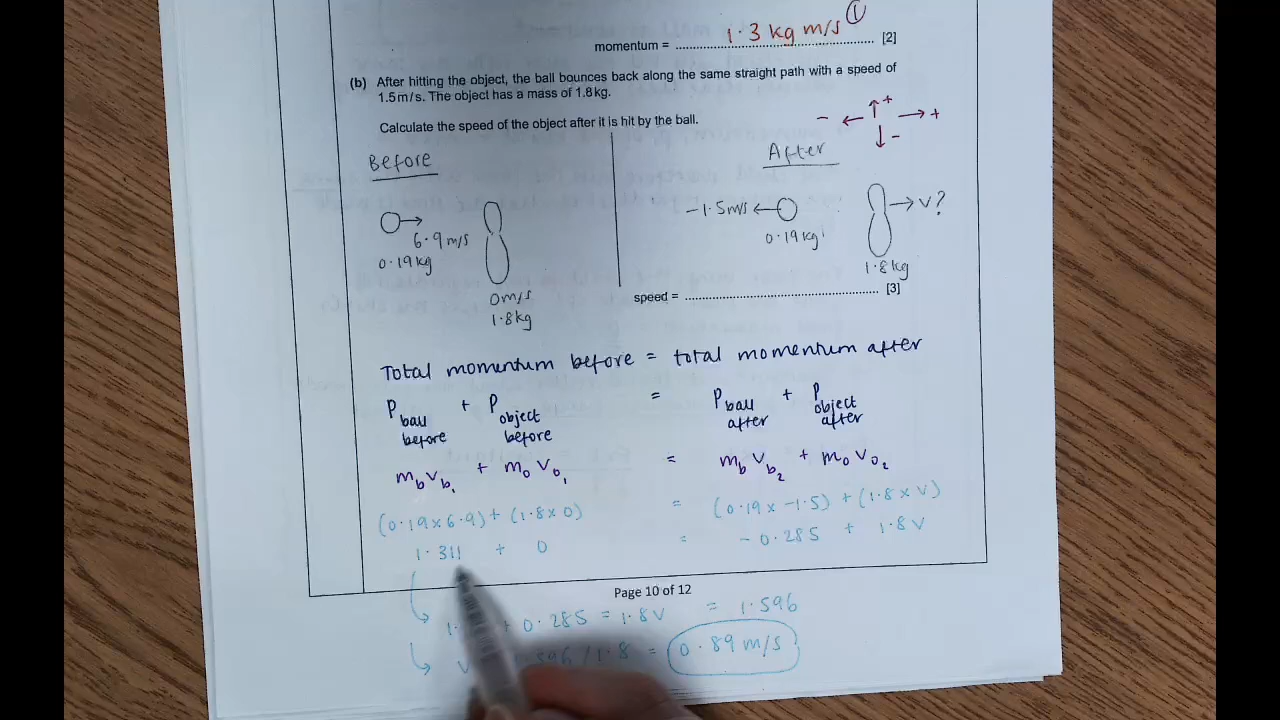 momentum = 1.3 kg m/s ① [2]
(b) After hitting the object, the ball bounces back along the same straight path with a speed of
1.5 m/s. The object has a mass of 1.8 kg.
Calculate the speed of the object after it is hit by the ball.
Before
6.9 m/s
0.19 kg
0 m/s
1.8 kg
+
- +
-
After
-1.5 m/s
0.19 kg
v?
1.8 kg
speed = [3]
Total momentum before = total momentum after
P ball before + P object before = P ball after + P object after
m_b v_b₁ + m_o v_o₁ = m_b v_b₂ + m_o v_o₂
(0.19 x 6.9) + (1.8 x 0) = (0.19 x -1.5) + (1.8 x v)
1.311 + 0 = -0.285 + 1.8 v
Page 10 of 12
+ 0.285 = 1.8 v = 1.596
v / 1.8 = 0.89 m/s